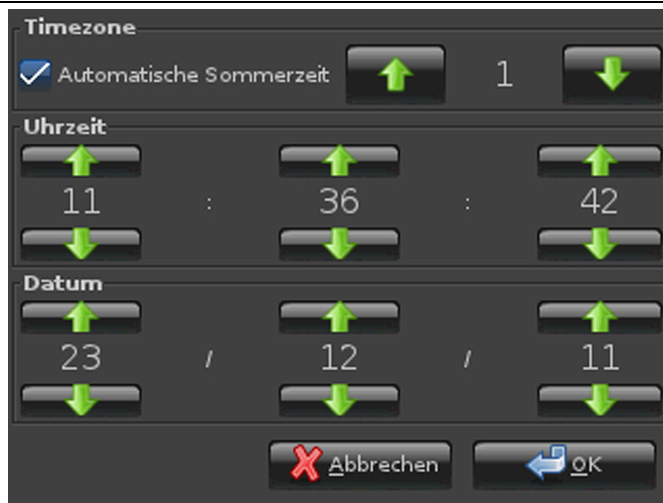 Timezone
Automatische Sommerzeit 1
Uhrzeit
11 : 36 : 42
Datum
23 / 12 / 11
Abbrechen OK